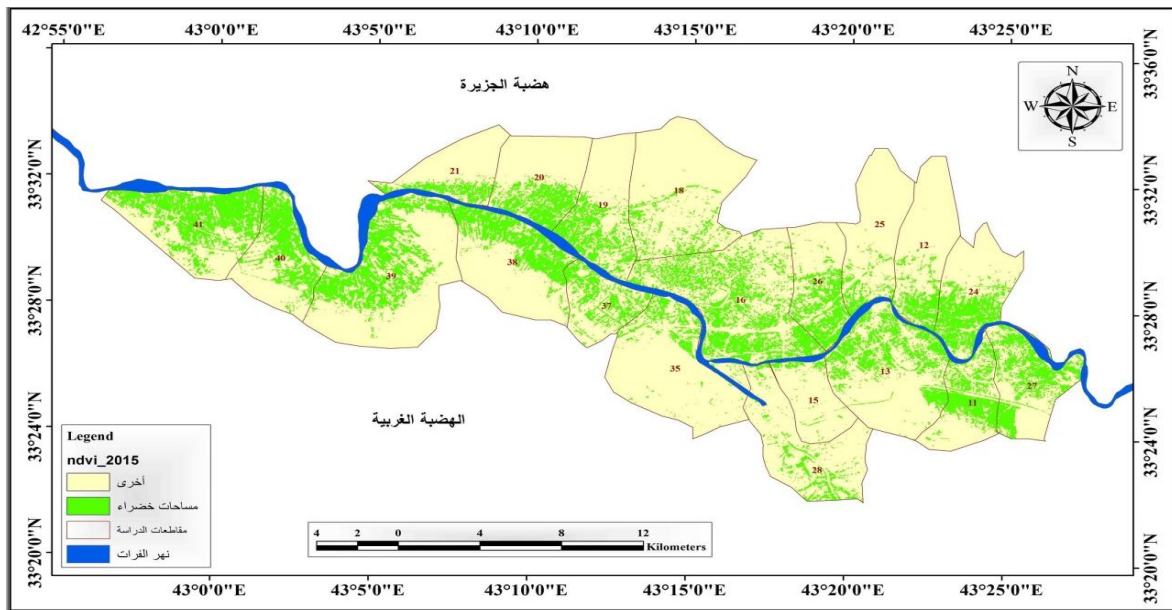 42°55'0"E 43°0'0"E 43°5'0"E 43°10'0"E 43°15'0"E 43°20'0"E 43°25'0"E
33°36'0"N
هضبة الجزيرة
N
W E
S
33°32'0"N 33°32'0"N
21 20 19 18 25 12
41 40 39 38 37 16 26 24
33°28'0"N 33°28'0"N
35 15 13 11 27
28
33°24'0"N 33°24'0"N
الهضبة الغربية
Legend
ndvi_2015
أخرى
مساحات خضراء
مقاطعات الدراسة
نهر الفرات
4 2 0 4 8 12
Kilometers
33°20'0"N 33°20'0"N
43°0'0"E 43°5'0"E 43°10'0"E 43°15'0"E 43°20'0"E 43°25'0"E